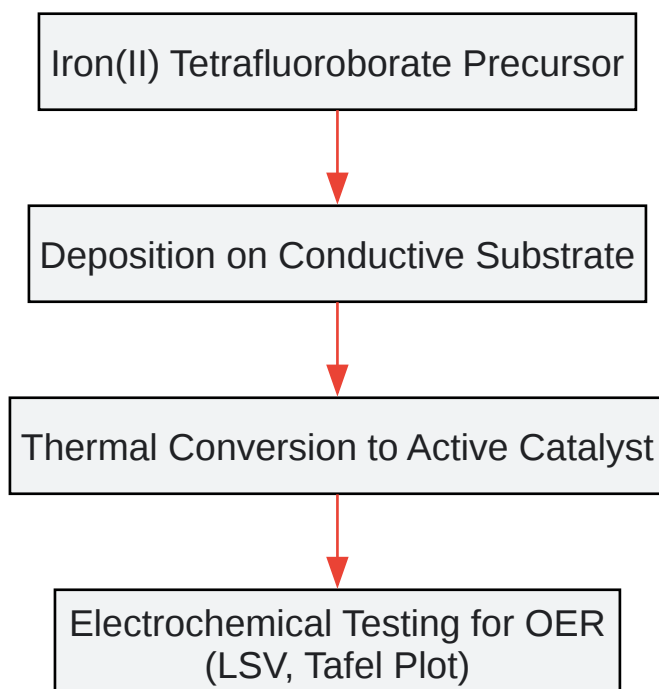 Iron(II) Tetrafluoroborate Precursor
Deposition on Conductive Substrate
Thermal Conversion to Active Catalyst
Electrochemical Testing for OER
(LSV, Tafel Plot)